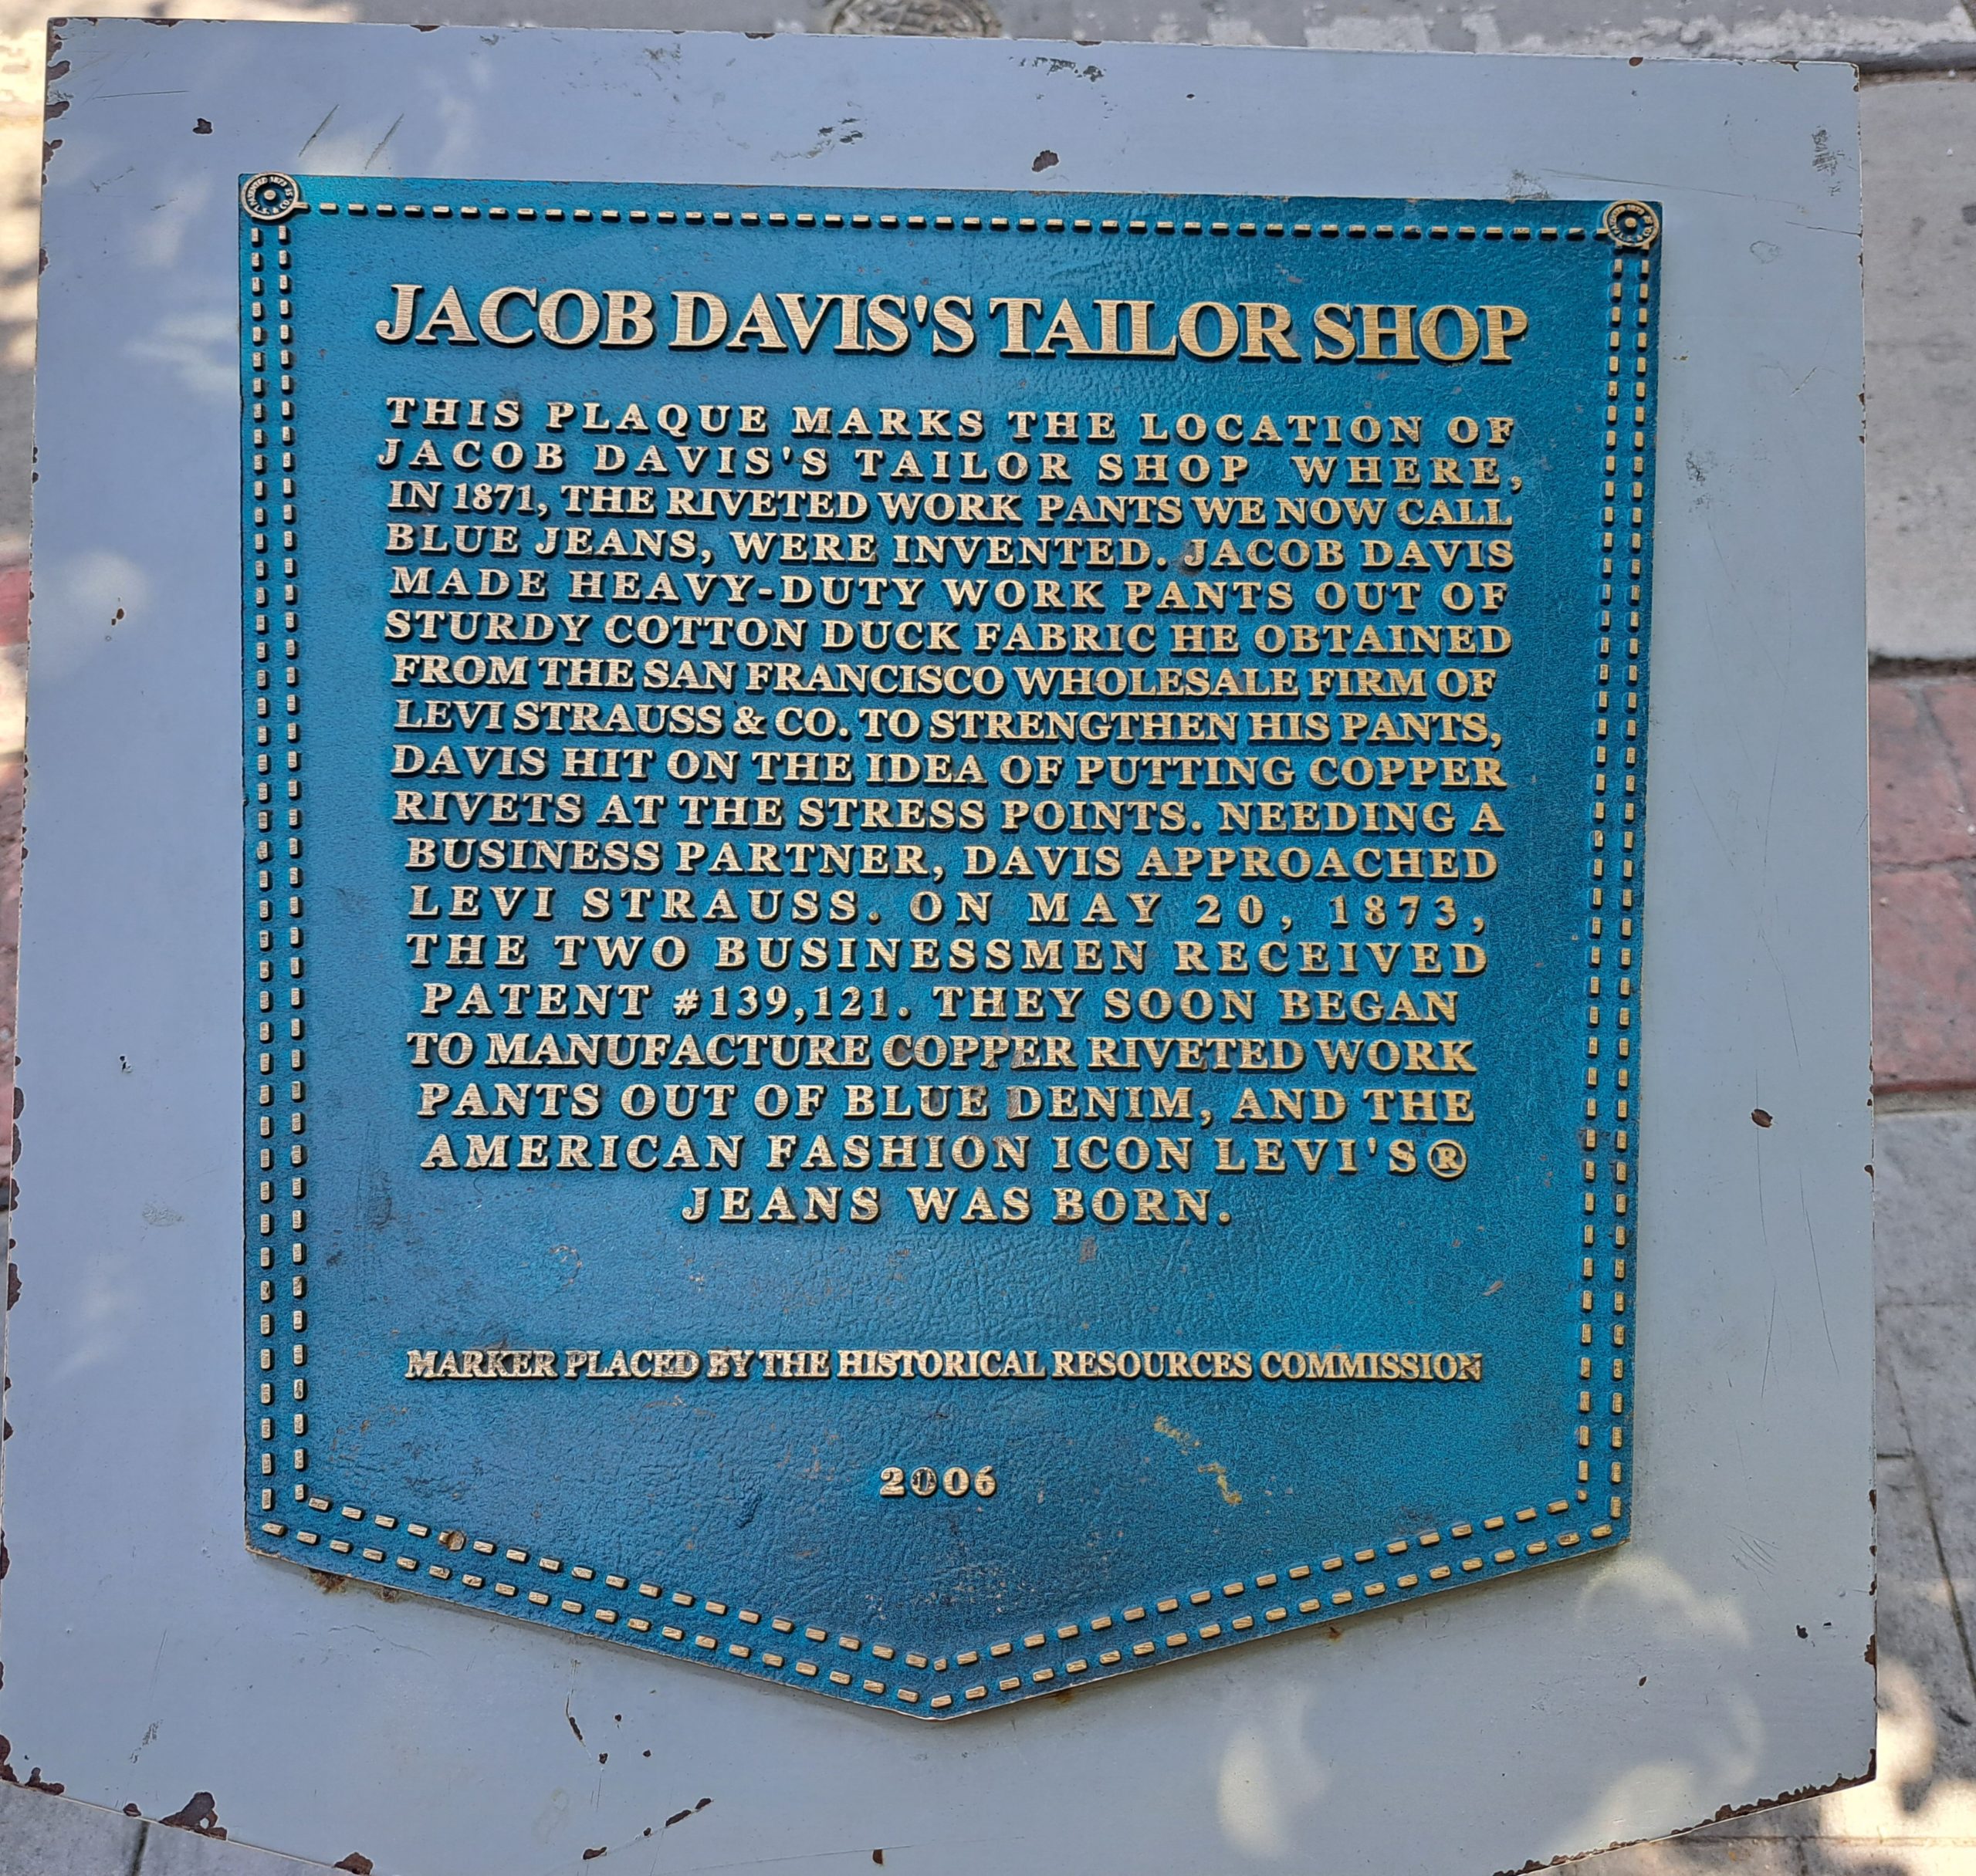 JACOB DAVIS'S TAILOR SHOP
THIS PLAQUE MARKS THE LOCATION OF
JACOB DAVIS'S TAILOR SHOP WHERE,
IN 1871, THE RIVETED WORK PANTS WE NOW CALL
BLUE JEANS, WERE INVENTED. JACOB DAVIS
MADE HEAVY-DUTY WORK PANTS OUT OF
STURDY COTTON DUCK FABRIC HE OBTAINED
FROM THE SAN FRANCISCO WHOLESALE FIRM OF
LEVI STRAUSS & CO. TO STRENGTHEN HIS PANTS,
DAVIS HIT ON THE IDEA OF PUTTING COPPER
RIVETS AT THE STRESS POINTS. NEEDING A
BUSINESS PARTNER, DAVIS APPROACHED
LEVI STRAUSS. ON MAY 20, 1873,
THE TWO BUSINESSMEN RECEIVED
PATENT #139,121. THEY SOON BEGAN
TO MANUFACTURE COPPER RIVETED WORK
PANTS OUT OF BLUE DENIM, AND THE
AMERICAN FASHION ICON LEVI'S®
JEANS WAS BORN.
MARKER PLACED BY THE HISTORICAL RESOURCES COMMISSION
2006